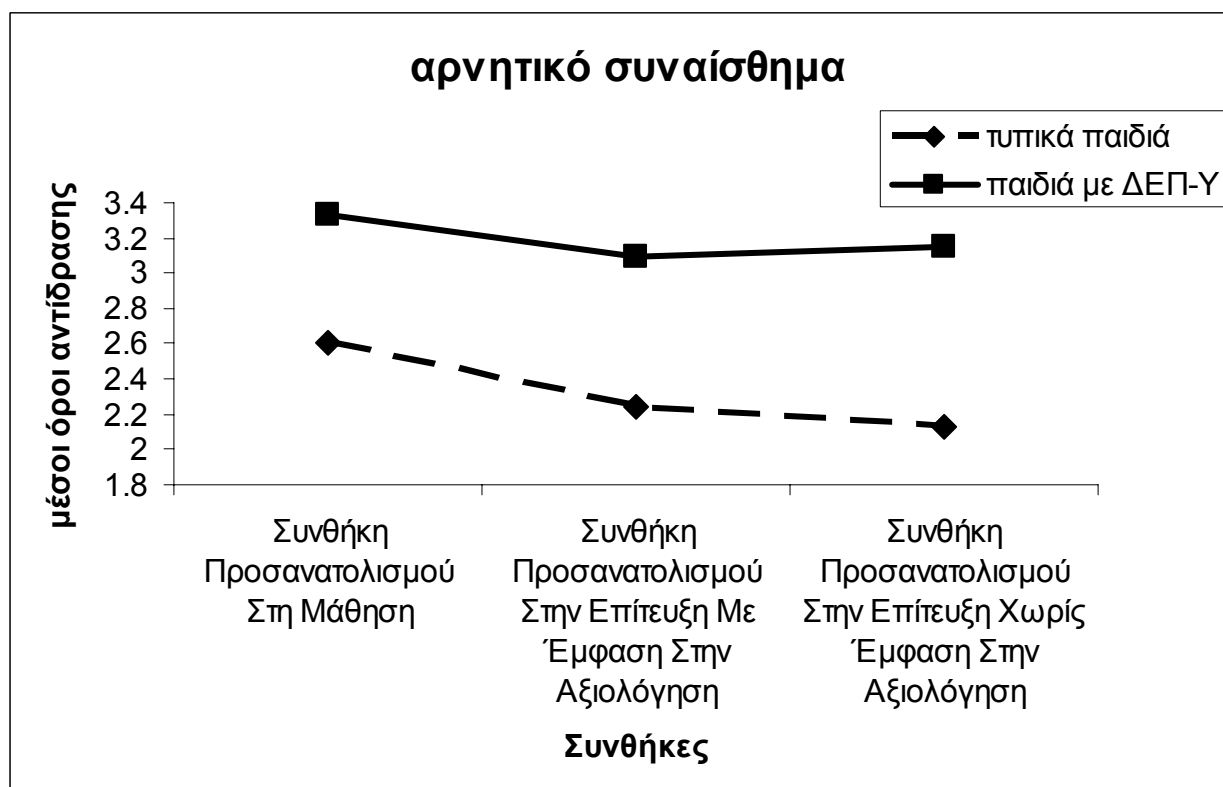 αρνητικό συναίσθημα
τυπικά παιδιά
παιδιά με ΔΕΠ-Υ
μέσοι όροι αντίδρασης
3.4
3.2
3
2.8
2.6
2.4
2.2
2
1.8
Συνθήκη
Προσανατολισμού
Στη Μάθηση
Συνθήκη
Προσανατολισμού
Στην Επίτευξη Με
Έμφαση Στην
Αξιολόγηση
Συνθήκη
Προσανατολισμού
Στην Επίτευξη Χωρίς
Έμφαση Στην
Αξιολόγηση
Συνθήκες